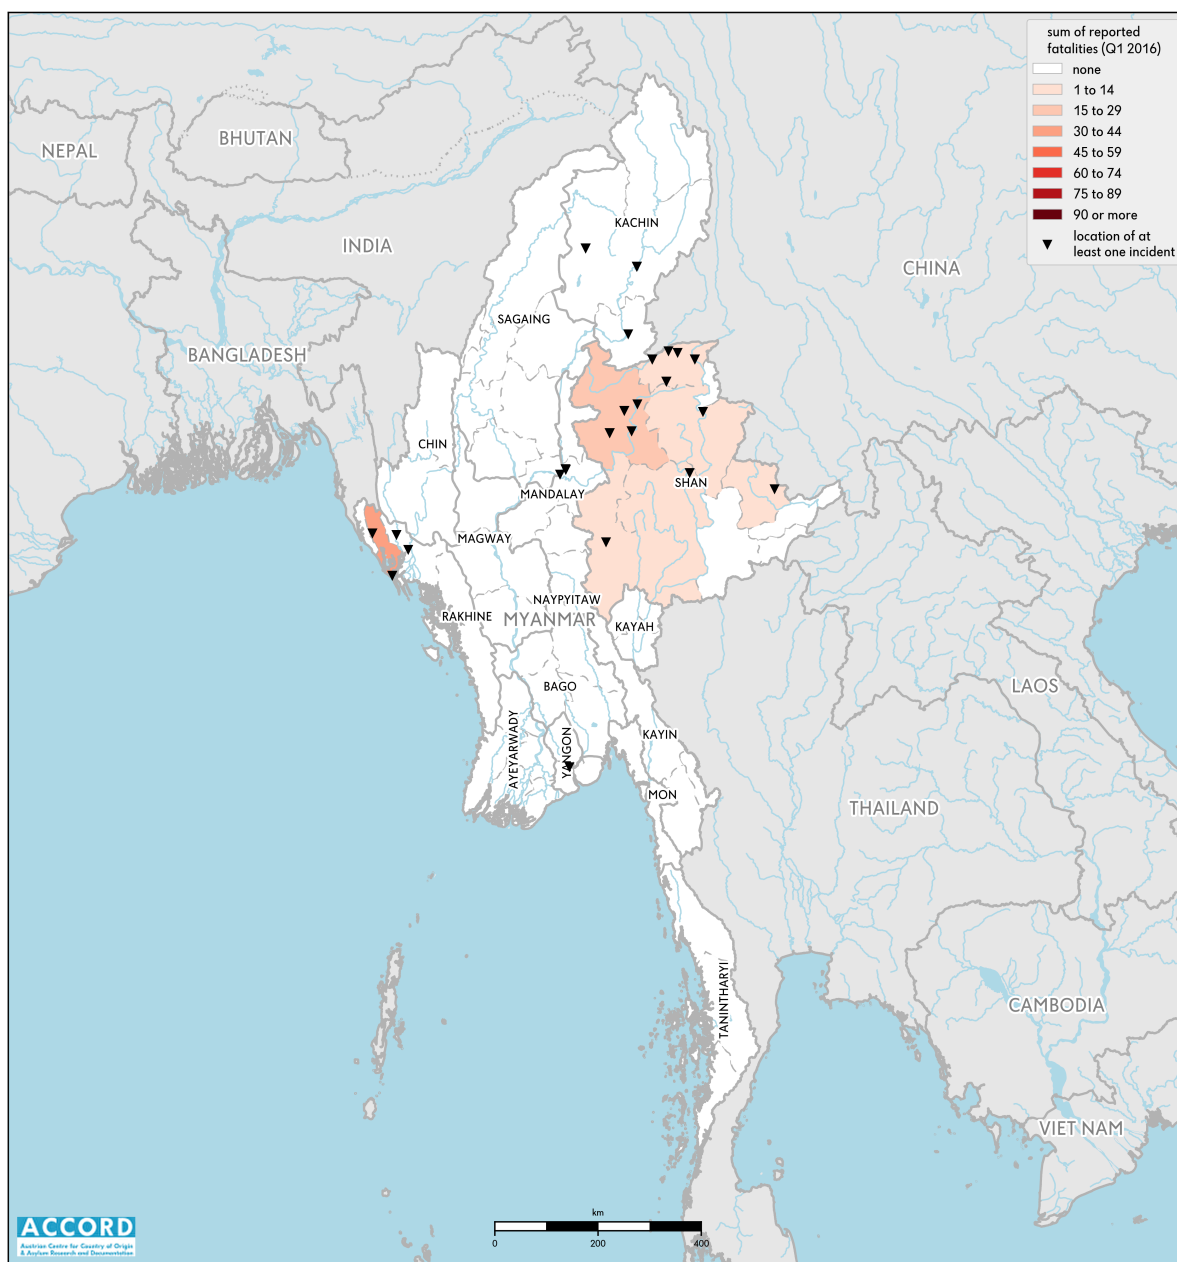 sum of reported
fatalities (Q1 2016)
none
1 to 14
15 to 29
30 to 44
45 to 59
60 to 74
75 to 89
90 or more
location of at
least one incident
NEPAL
BHUTAN
INDIA
CHINA
BANGLADESH
KACHIN
SAGAING
CHIN
MANDALAY
SHAN
MAGWAY
NAYPYITAW
RAKHINE
MYANMAR
KAYAH
BAGO
AYEYARWADY
YANGON
KAYIN
MON
LAOS
THAILAND
TANINTHARYI
CAMBODIA
VIET NAM
km
0 200 400
ACCORD
Austrian Centre for Country of Origin
& Asylum Research and Documentation